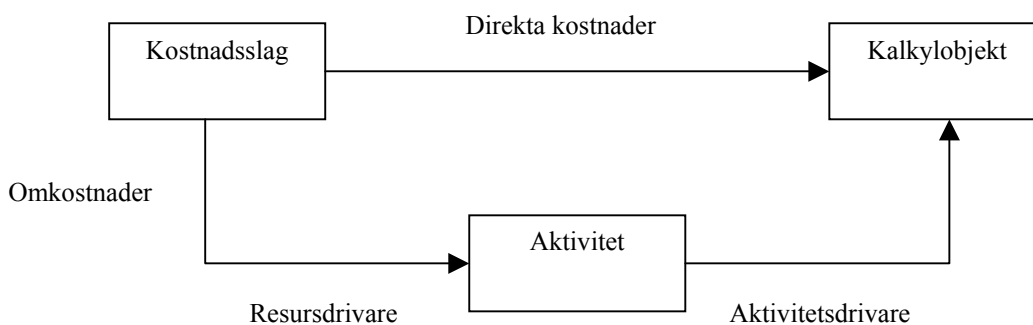 Direkta kostnader
Kostnadsslag
Kalkylobjekt
Omkostnader
Aktivitet
Resursdrivare
Aktivitetsdrivare